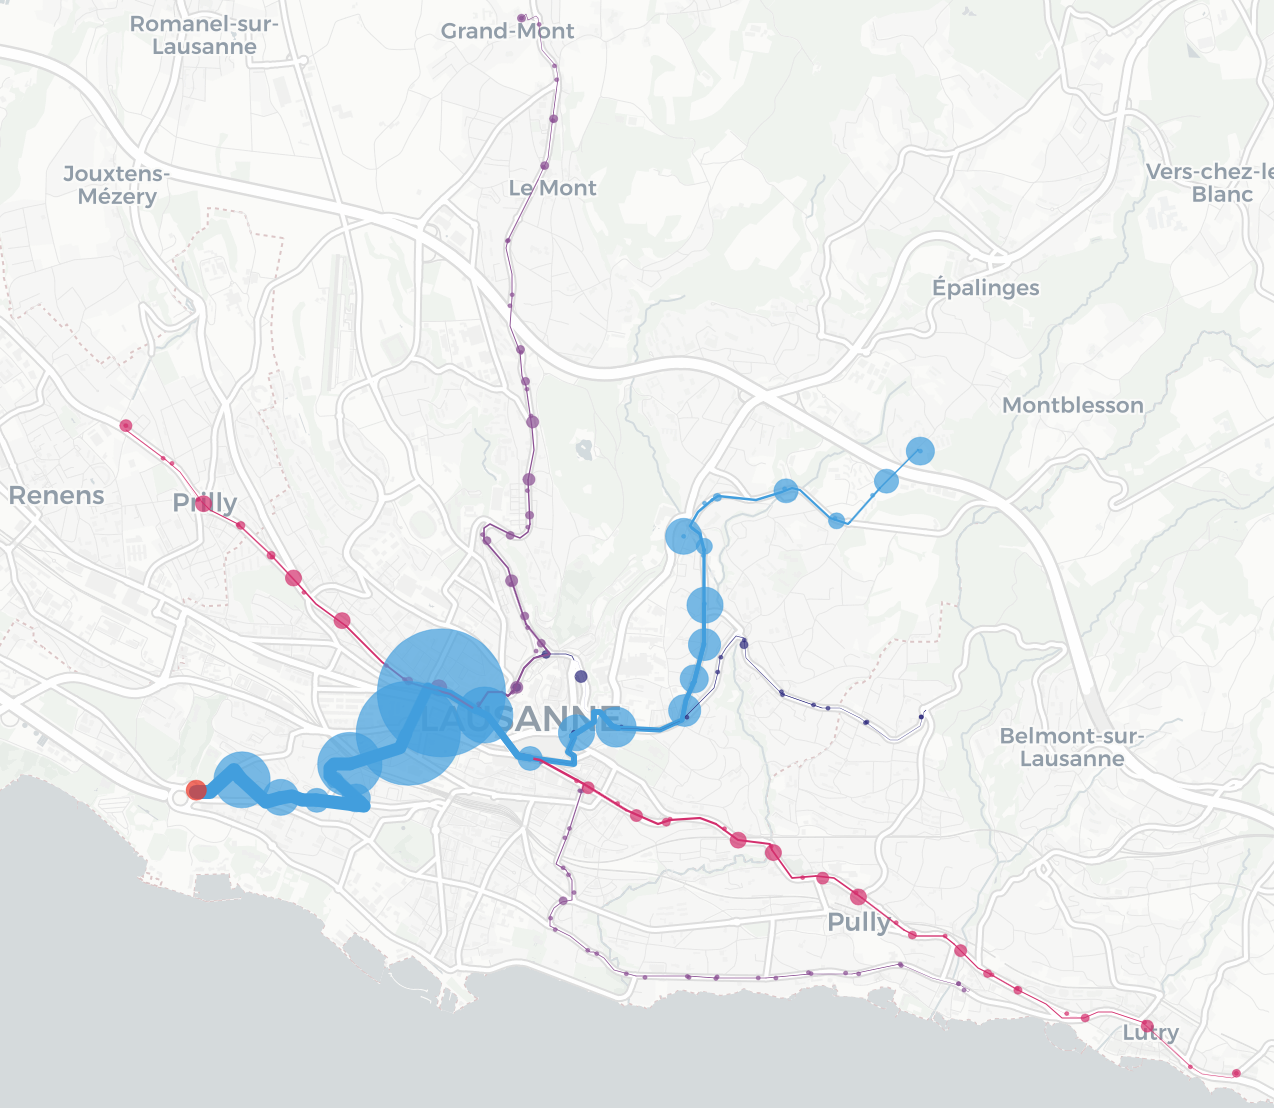 Romanel-sur-
Lausanne
Grand-Mont
Jouxtens-
Mézery
Le Mont
Vers-chez-le
Blanc
Épalinges
Montblesson
Renens
Prilly
LAUSANNE
Belmont-sur-
Lausanne
Pully
Lutry